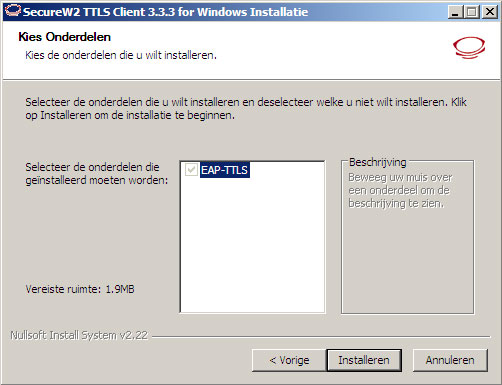 SecureW2 TTLS Client 3.3.3 for Windows Installatie
Kies Onderdelen
Kies de onderdelen die u wilt installeren.
Selecteer de onderdelen die u wilt installeren en deselecteer welke u niet wilt installeren. Klik
op Installeren om de installatie te beginnen.
Selecteer de onderdelen die
geïnstalleerd moeten worden:
EAP-TTLS
Beschrijving
Beweeg uw muis over
een onderdeel om de
beschrijving te zien.
Vereiste ruimte: 1.9MB
Nullsoft Install System v2.22
< Vorige
Installeren
Annuleren